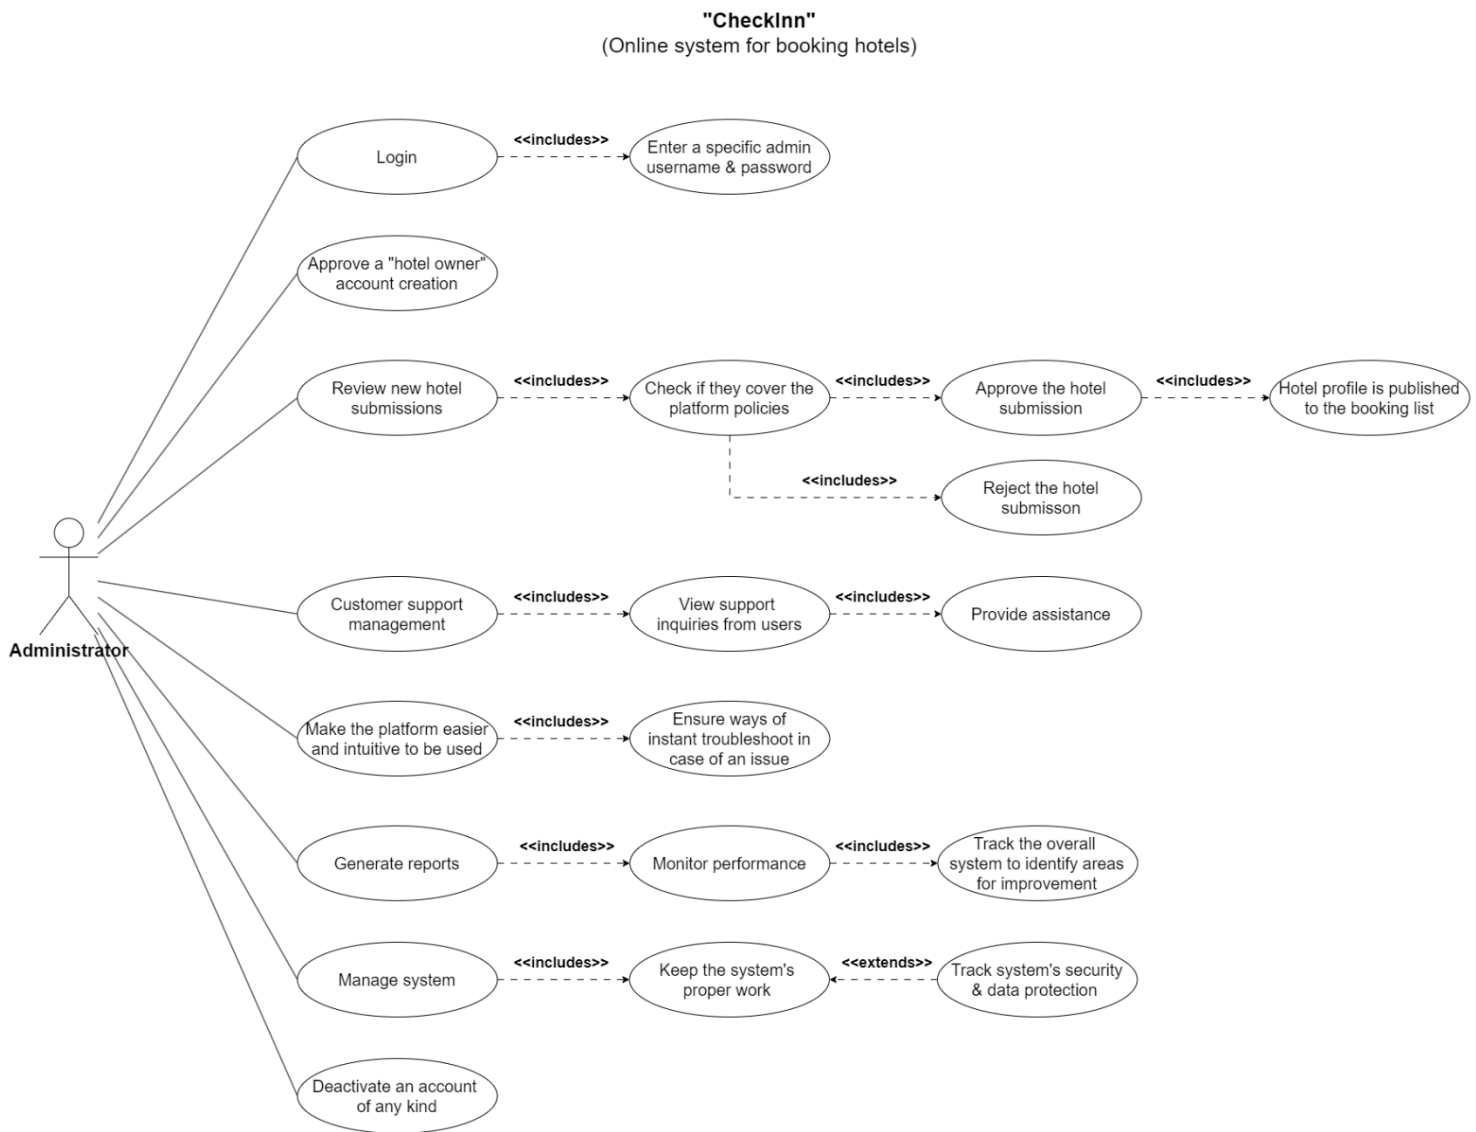 "CheckInn"
(Online system for booking hotels)
Login
<<includes>>
Enter a specific admin
username & password
Approve a "hotel owner"
account creation
Review new hotel
submissions
<<includes>>
Check if they cover the
platform policies
<<includes>>
Approve the hotel
submission
<<includes>>
Hotel profile is published
to the booking list
<<includes>>
Reject the hotel
submisson
Administrator
Customer support
management
<<includes>>
View support
inquiries from users
<<includes>>
Provide assistance
Make the platform easier
and intuitive to be used
<<includes>>
Ensure ways of
instant troubleshoot in
case of an issue
Generate reports
<<includes>>
Monitor performance
<<includes>>
Track the overall
system to identify areas
for improvement
Manage system
<<includes>>
Keep the system's
proper work
<<extends>>
Track system's security
& data protection
Deactivate an account
of any kind